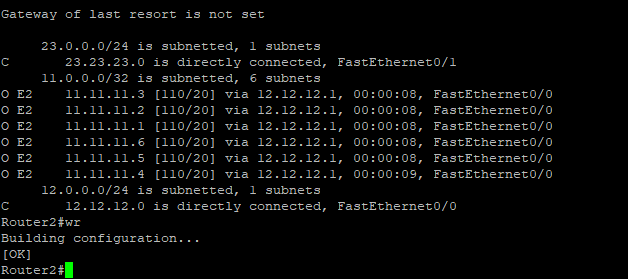 Gateway of last resort is not set
     23.0.0.0/24 is subnetted, 1 subnets
C       23.23.23.0 is directly connected, FastEthernet0/1
     11.0.0.0/32 is subnetted, 6 subnets
O E2    11.11.11.3 [110/20] via 12.12.12.1, 00:00:08, FastEthernet0/0
O E2    11.11.11.2 [110/20] via 12.12.12.1, 00:00:08, FastEthernet0/0
O E2    11.11.11.1 [110/20] via 12.12.12.1, 00:00:08, FastEthernet0/0
O E2    11.11.11.6 [110/20] via 12.12.12.1, 00:00:08, FastEthernet0/0
O E2    11.11.11.5 [110/20] via 12.12.12.1, 00:00:08, FastEthernet0/0
O E2    11.11.11.4 [110/20] via 12.12.12.1, 00:00:09, FastEthernet0/0
     12.0.0.0/24 is subnetted, 1 subnets
C       12.12.12.0 is directly connected, FastEthernet0/0
Router2#wr
Building configuration...
[OK]
Router2#